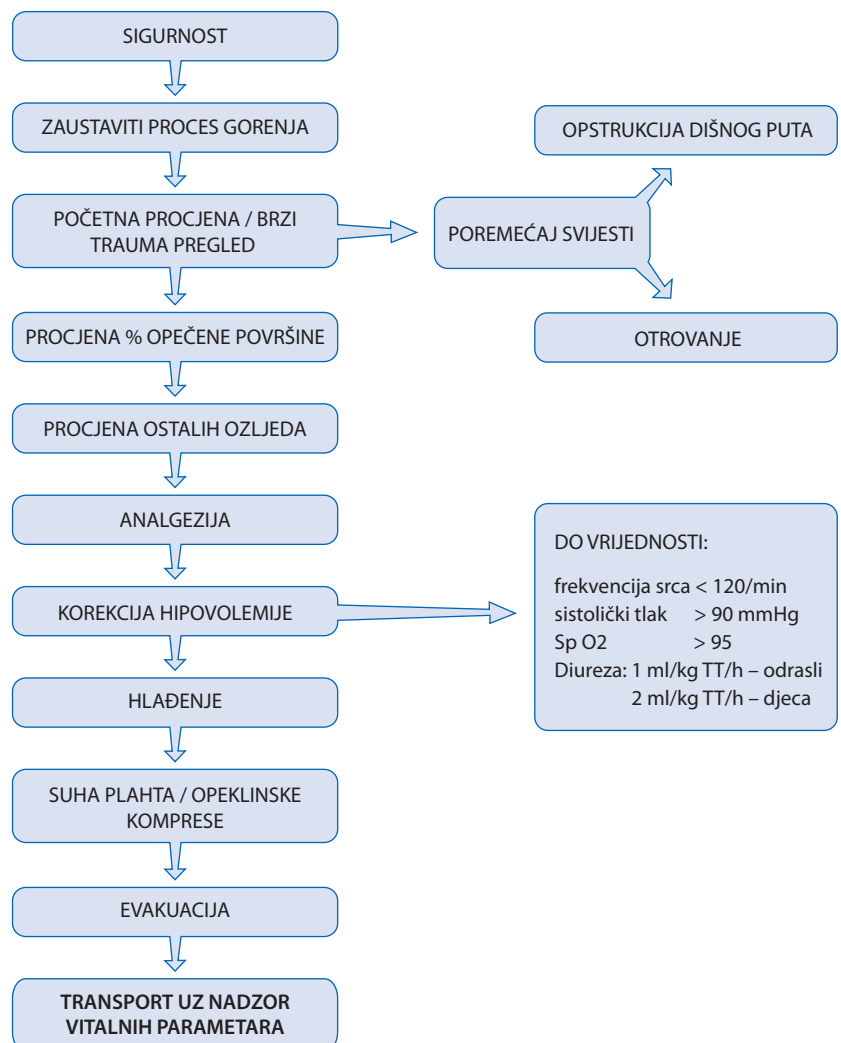 SIGURNOST
ZAUSTAVITI PROCES GORENJA
OPSTRUKCIJA DIŠNOG PUTA
POČETNA PROCJENA / BRZI
TRAUMA PREGLED
POREMEĆAJ SVIJESTI
PROCJENA % OPEČENE POVRŠINE
OTROVANJE
PROCJENA OSTALIH OZLJEDA
ANALGEZIJA
KOREKCIJA HIPOVOLEMIJE
DO VRIJEDNOSTI:
frekvencija srca < 120/min
sistolički tlak > 90 mmHg
Sp O2 > 95
Diureza: 1 ml/kg TT/h – odrasli
2 ml/kg TT/h – djeca
HLAĐENJE
SUHA PLAHTA / OPEKLINSKE
KOMPRESE
EVAKUACIJA
TRANSPORT UZ NADZOR
VITALNIH PARAMETARA